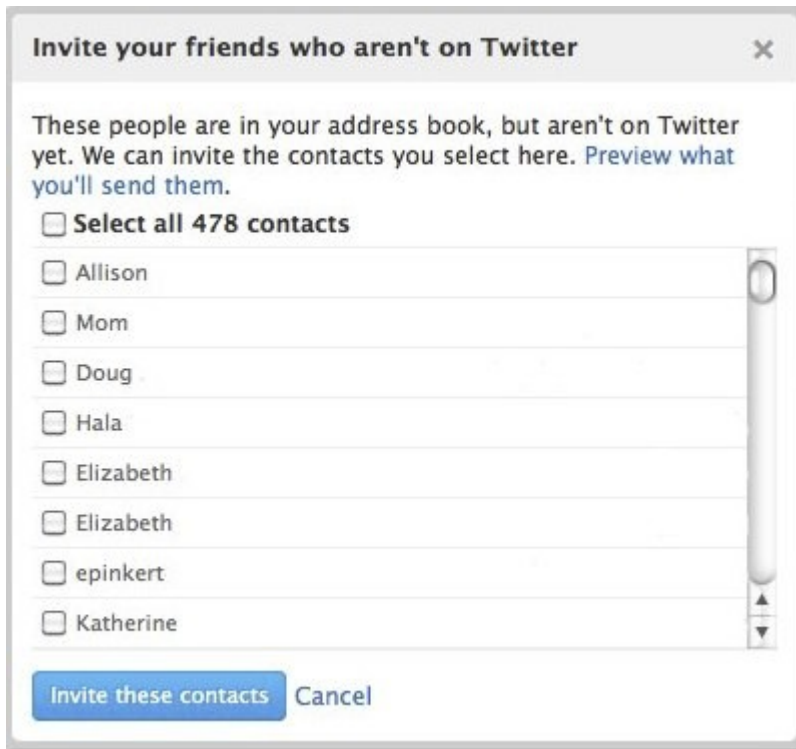 Invite your friends who aren't on Twitter
These people are in your address book, but aren't on Twitter
yet. We can invite the contacts you select here. Preview what
you'll send them.
Select all 478 contacts
Allison
Mom
Doug
Hala
Elizabeth
Elizabeth
epinkert
Katherine
Invite these contacts Cancel